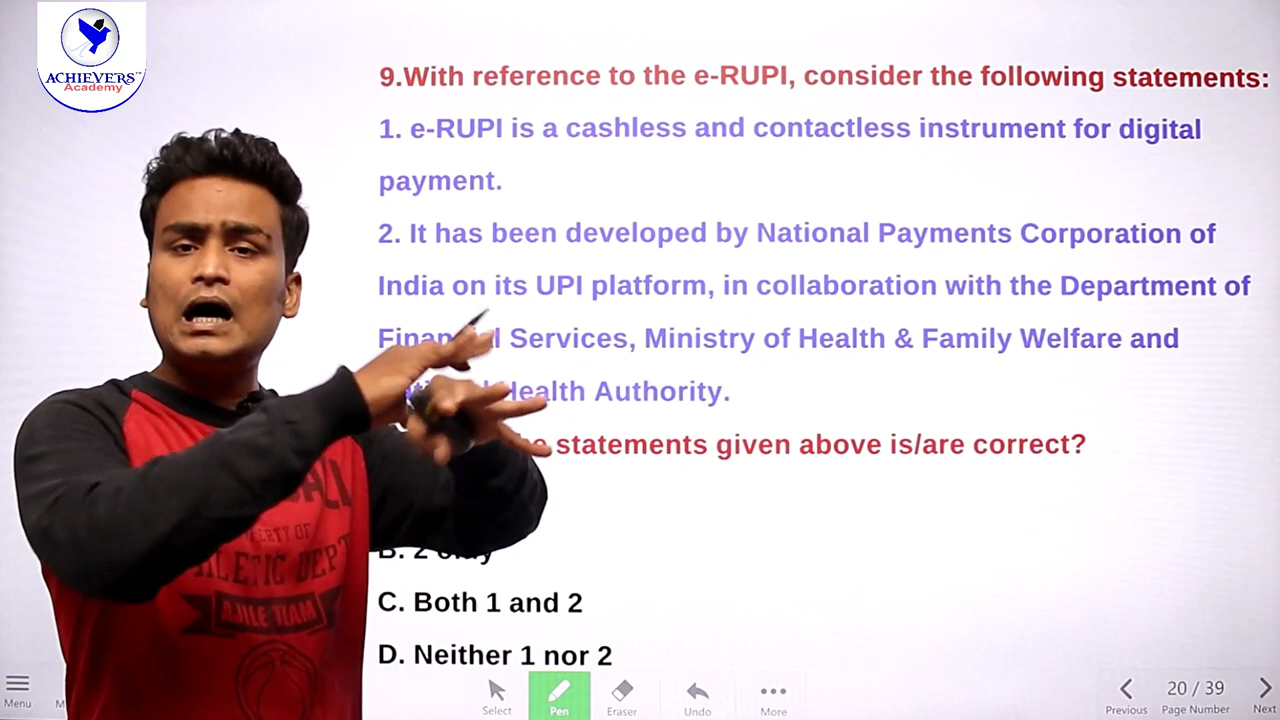 ACHIEVERS
Academy
9.With reference to the e-RUPI, consider the following statements:
1. e-RUPI is a cashless and contactless instrument for digital
payment.
2. It has been developed by National Payments Corporation of
India on its UPI platform, in collaboration with the Department of
Services, Ministry of Health & Family Welfare and
Health Authority.
statements given above is/are correct?
B. 2 only
C. Both 1 and 2
D. Neither 1 nor 2
AJILE TEAM
Menu
Select
Pen
Eraser
Undo
More
Previous
20 / 39
Page Number
Next